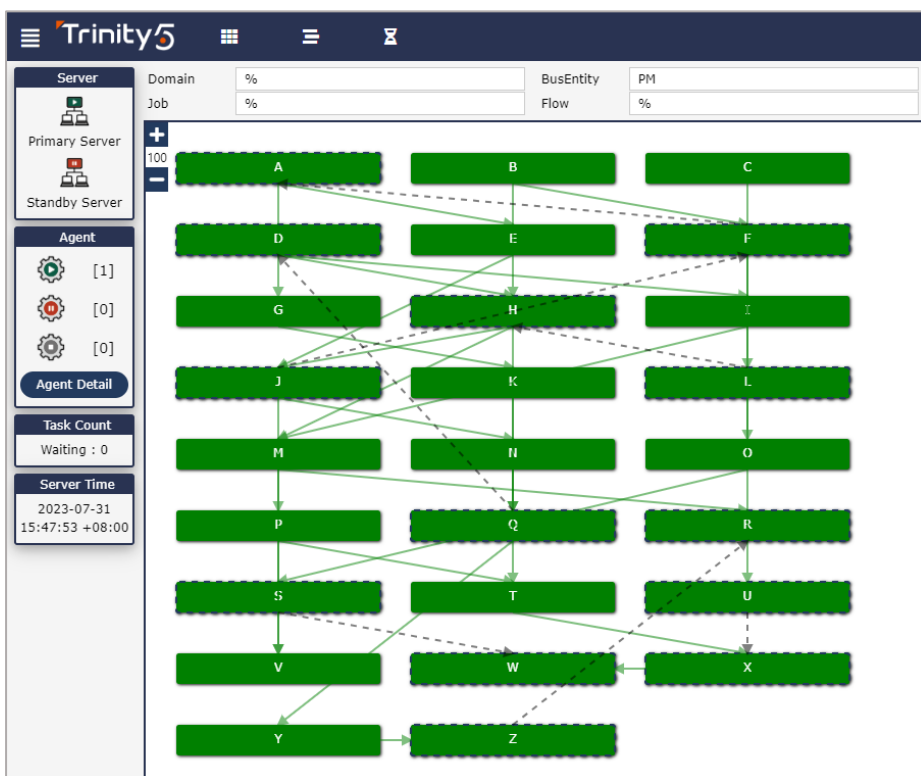 Trinity5
Server
Primary Server
Standby Server
Agent
[1]
[0]
[0]
Agent Detail
Task Count
Waiting : 0
Server Time
2023-07-31
15:47:53 +08:00
Domain % BusEntity PM
Job % Flow %
100
A B C
D E F
G H I
J K L
M N O
P Q R
S T U
V W X
Y Z